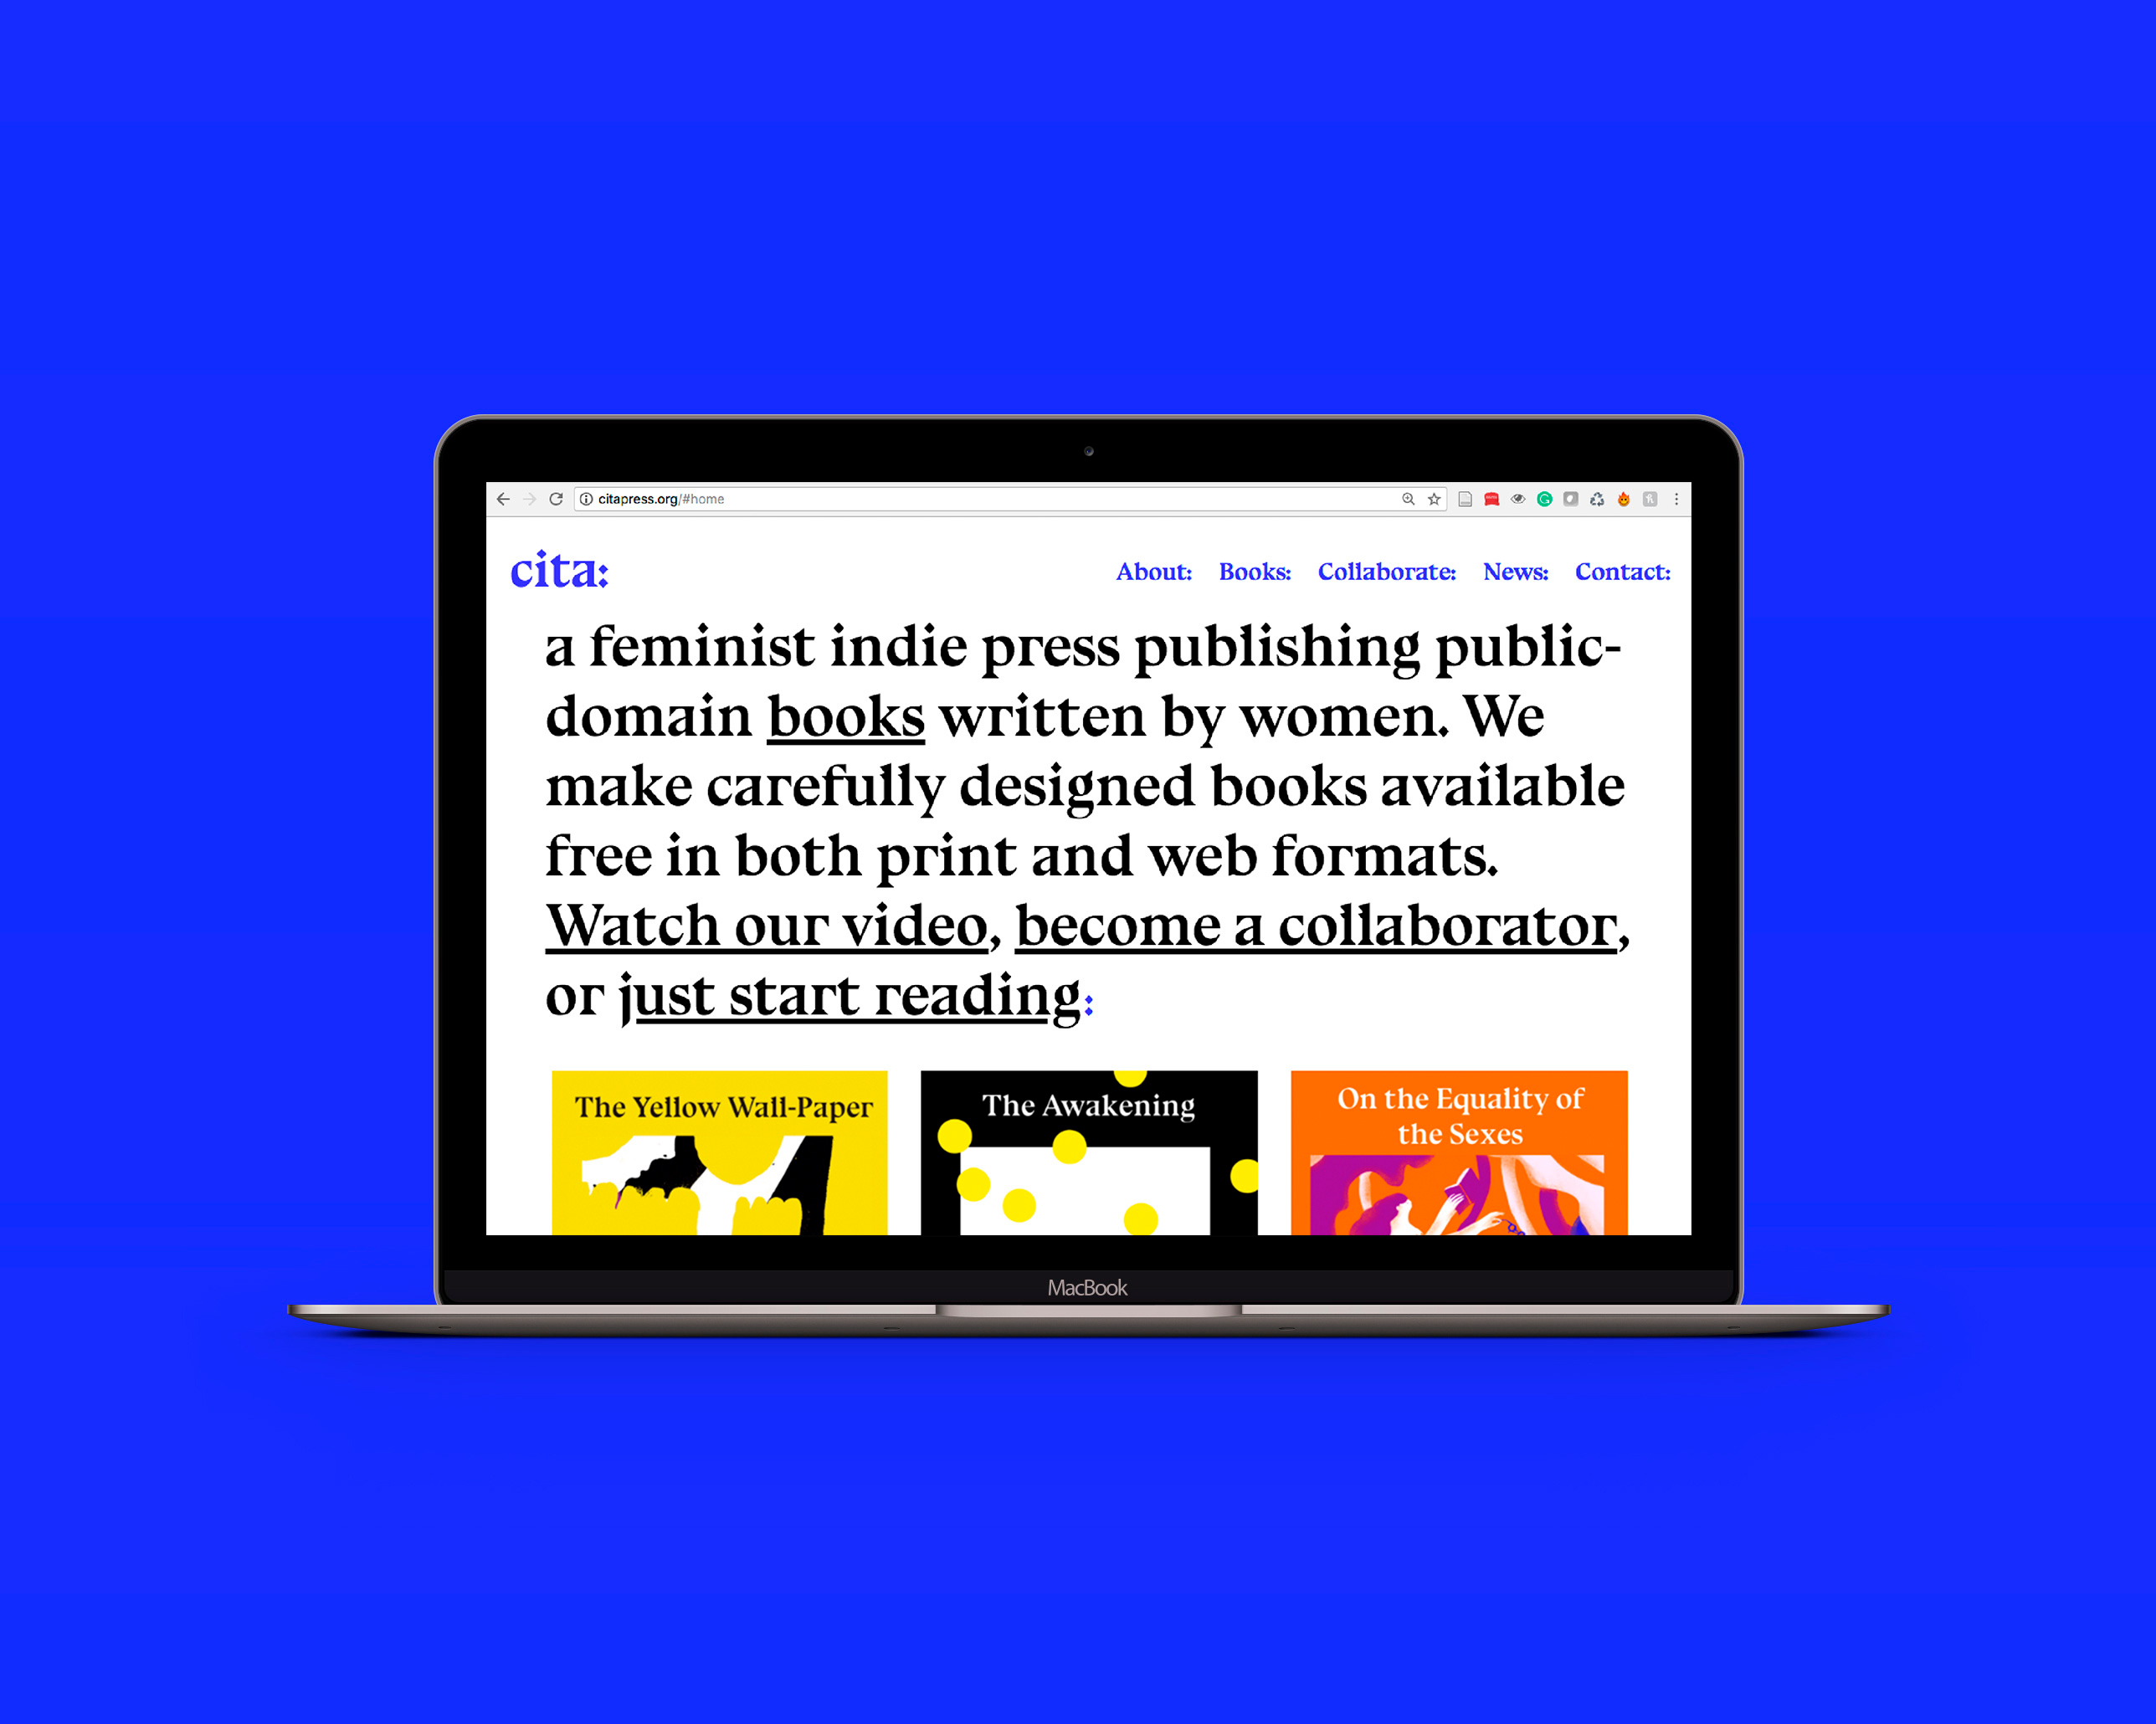 citapress.org/#home
cita:
About: Books: Collaborate: News: Contact:
a feminist indie press publishing public-
domain books written by women. We
make carefully designed books available
free in both print and web formats.
Watch our video, become a collaborator,
or just start reading:
The Yellow Wall-Paper
The Awakening
On the Equality of
the Sexes
MacBook